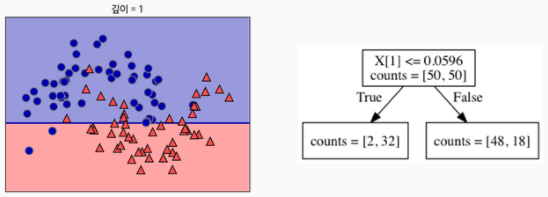 깊이 = 1
X[1] <= 0.0596
counts = [50, 50]
True
False
counts = [2, 32]
counts = [48, 18]